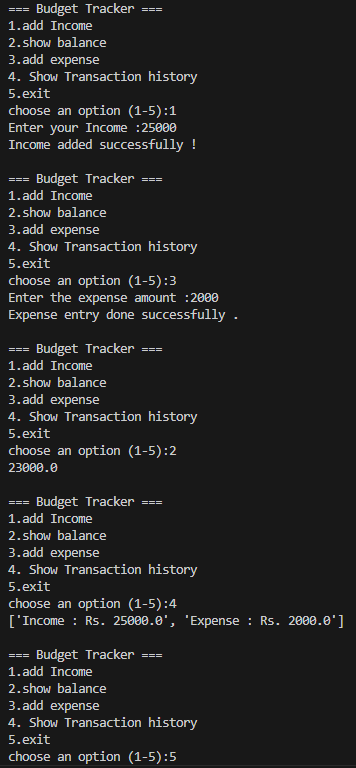 === Budget Tracker ===
1.add Income
2.show balance
3.add expense
4. Show Transaction history
5.exit
choose an option (1-5):1
Enter your Income :25000
Income added successfully !

=== Budget Tracker ===
1.add Income
2.show balance
3.add expense
4. Show Transaction history
5.exit
choose an option (1-5):3
Enter the expense amount :2000
Expense entry done successfully .

=== Budget Tracker ===
1.add Income
2.show balance
3.add expense
4. Show Transaction history
5.exit
choose an option (1-5):2
23000.0

=== Budget Tracker ===
1.add Income
2.show balance
3.add expense
4. Show Transaction history
5.exit
choose an option (1-5):4
['Income : Rs. 25000.0', 'Expense : Rs. 2000.0']

=== Budget Tracker ===
1.add Income
2.show balance
3.add expense
4. Show Transaction history
5.exit
choose an option (1-5):5